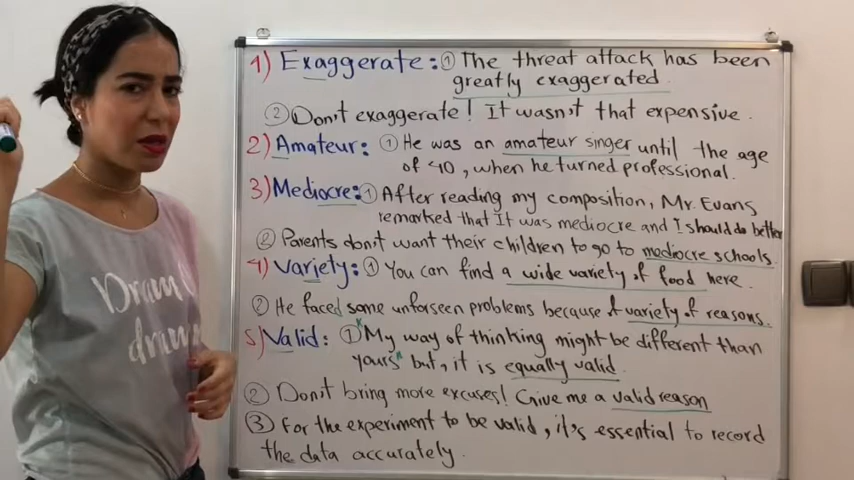 1) Exaggerate: ① The threat attack has been
greatly exaggerated.
② Don't exaggerate! It wasn't that expensive.
2) Amateur: ① He was an amateur singer until the age
of 40, when he turned professional.
3) Mediocre: ① After reading my composition, Mr. Evans
remarked that It was mediocre and I should do better
② Parents don't want their children to go to mediocre schools.
4) Variety: ① You can find a wide variety of food here.
② He faced some unforseen problems because of variety of reasons.
5) Valid: ① My way of thinking might be different than
yours but, it is equally valid.
② Don't bring more excuses! Give me a valid reason
③ For the experiment to be valid, it's essential to record
the data accurately.
Dream
dream